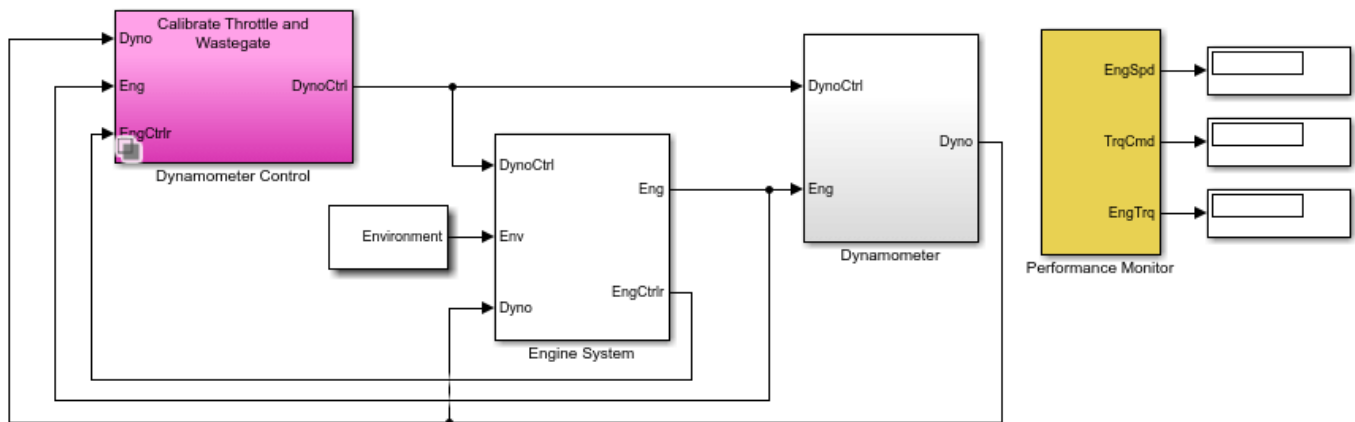 Calibrate Throttle and
Wastegate
Dyno
Eng
EngCtrlr
DynoCtrl
Dynamometer Control
Environment
DynoCtrl
Env
Dyno
Eng
EngCtrlr
Engine System
DynoCtrl
Eng
Dyno
Dynamometer
EngSpd
TrqCmd
EngTrq
Performance Monitor